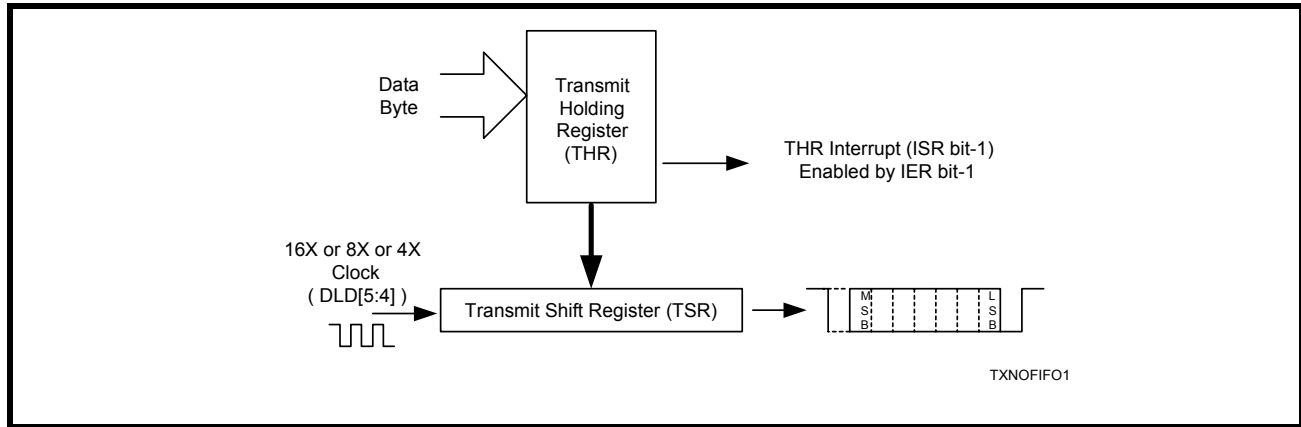 Data
Byte
Transmit
Holding
Register
(THR)
THR Interrupt (ISR bit-1)
Enabled by IER bit-1
16X or 8X or 4X
Clock
( DLD[5:4] )
Transmit Shift Register (TSR)
M
S
B
L
S
B
TXNOFIFO1